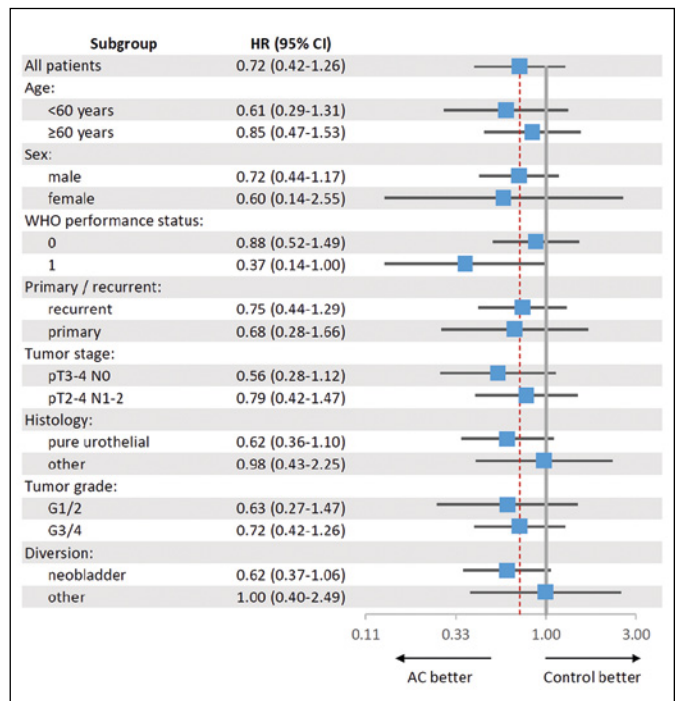 Subgroup HR (95% CI)
All patients 0.72 (0.42-1.26)
Age:
<60 years 0.61 (0.29-1.31)
≥60 years 0.85 (0.47-1.53)
Sex:
male 0.72 (0.44-1.17)
female 0.60 (0.14-2.55)
WHO performance status:
0 0.88 (0.52-1.49)
1 0.37 (0.14-1.00)
Primary / recurrent:
recurrent 0.75 (0.44-1.29)
primary 0.68 (0.28-1.66)
Tumor stage:
pT3-4 N0 0.56 (0.28-1.12)
pT2-4 N1-2 0.79 (0.42-1.47)
Histology:
pure urothelial 0.62 (0.36-1.10)
other 0.98 (0.43-2.25)
Tumor grade:
G1/2 0.63 (0.27-1.47)
G3/4 0.72 (0.42-1.26)
Diversion:
neobladder 0.62 (0.37-1.06)
other 1.00 (0.40-2.49)
0.11 0.33 1.00 3.00
AC better Control better